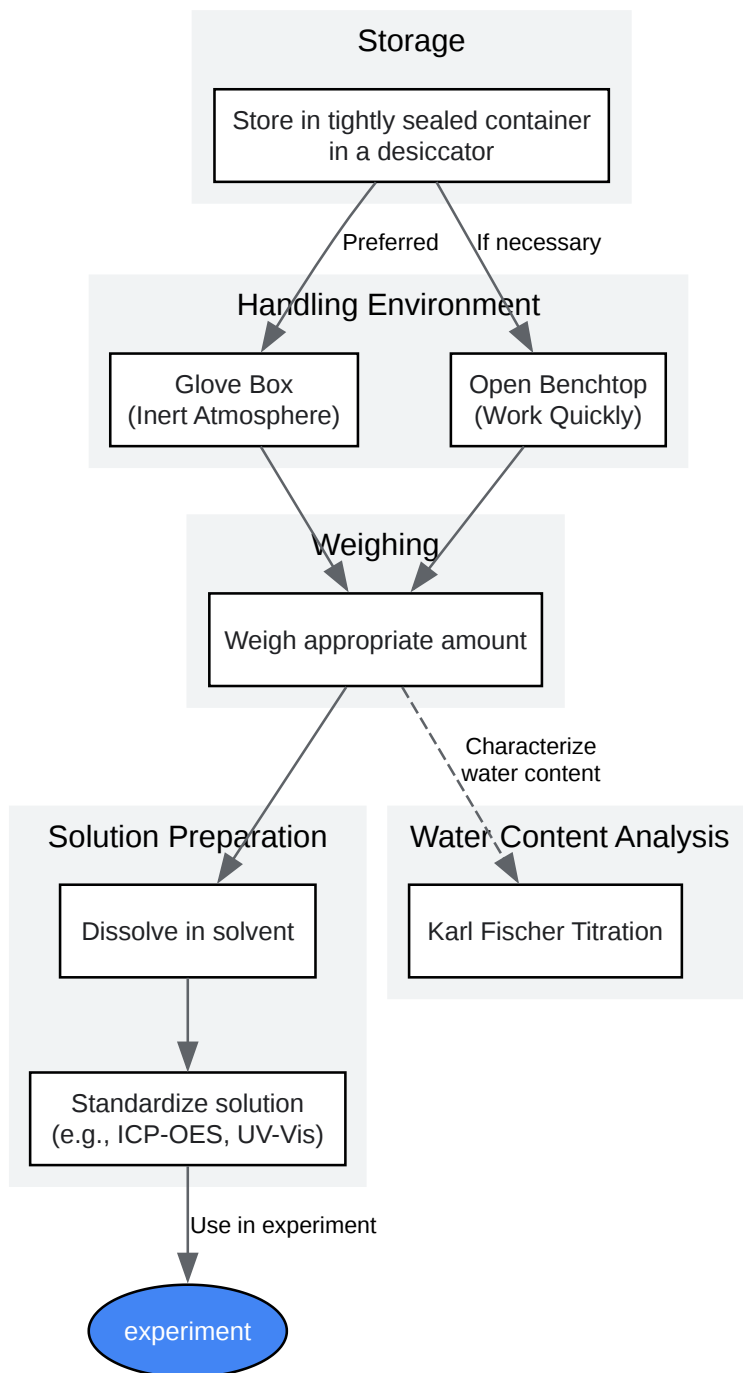 Storage
Store in tightly sealed container
in a desiccator
Preferred
If necessary
Handling Environment
Glove Box
(Inert Atmosphere)
Open Benchtop
(Work Quickly)
Weighing
Weigh appropriate amount
Characterize
water content
Solution Preparation
Water Content Analysis
Dissolve in solvent
Karl Fischer Titration
Standardize solution
(e.g., ICP-OES, UV-Vis)
Use in experiment
experiment